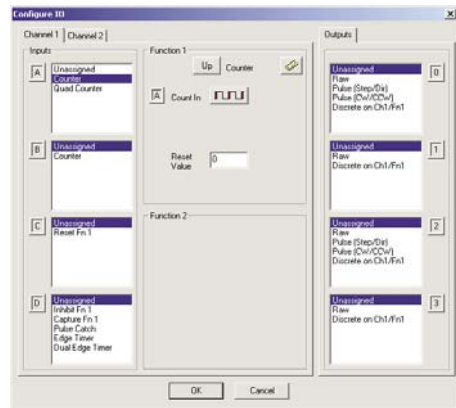 Configure IO
Channel 1 Channel 2
Outputs
Inputs
A
Unassigned
Counter
Quad Counter
B
Unassigned
Counter
C
Unassigned
Reset Fn 1
D
Unassigned
Inhibit Fn 1
Capture Fn 1
Pulse Catch
Edge Timer
Dual Edge Timer
Function 1
Up Counter
A Count In
Reset
Value
0
Function 2
Unassigned
Raw
Pulse (Step/Dir)
Pulse (CW/CCW)
Discrete on Ch1/Fn1
0
Unassigned
Raw
Discrete on Ch1/Fn1
1
Unassigned
Raw
Pulse (Step/Dir)
Pulse (CW/CCW)
Discrete on Ch1/Fn1
2
Unassigned
Raw
Discrete on Ch1/Fn1
3
OK Cancel